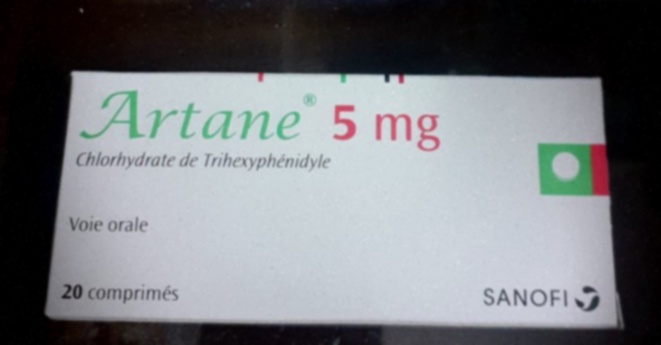 Artane® 5 mg
Chlorhydrate de Trihexyphénidyle
Voie orale
20 comprimés
SANOFI